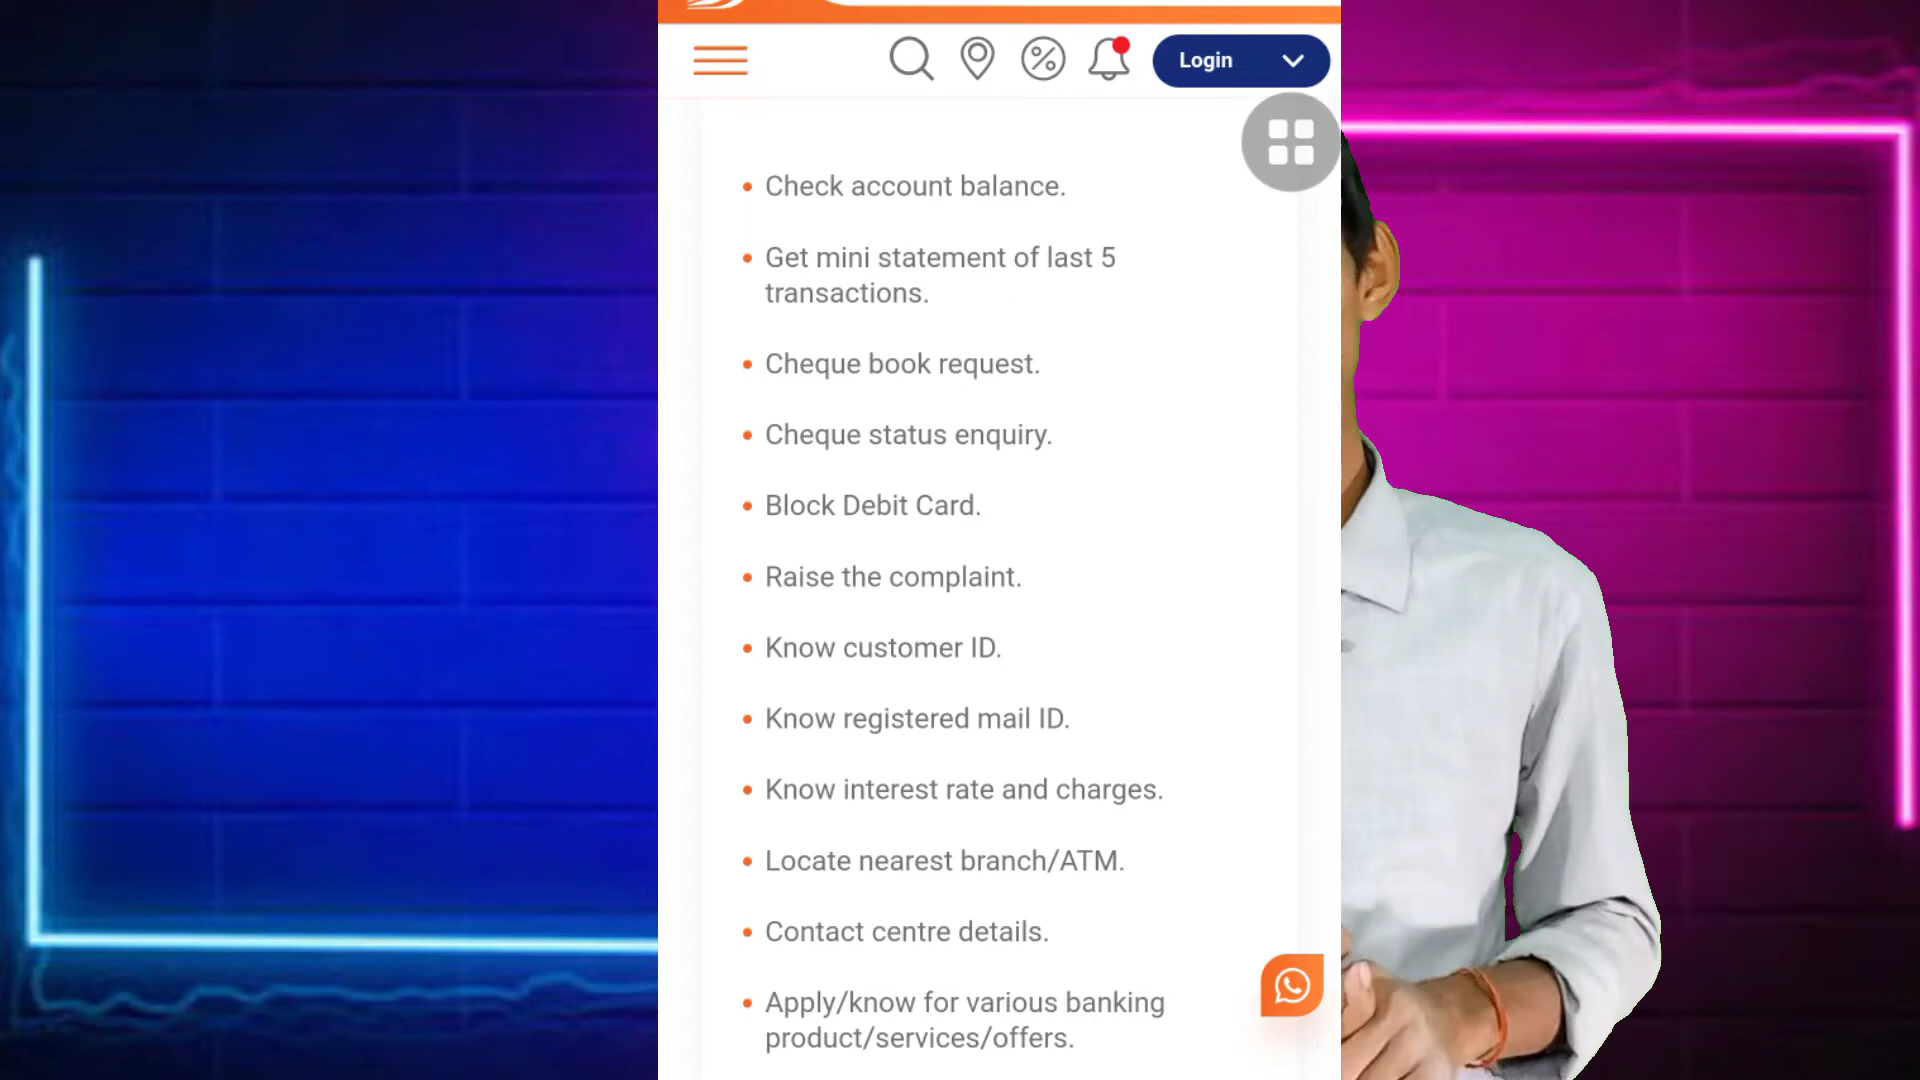 Login
Check account balance.
Get mini statement of last 5
transactions.
Cheque book request.
Cheque status enquiry.
Block Debit Card.
Raise the complaint.
Know customer ID.
Know registered mail ID.
Know interest rate and charges.
Locate nearest branch/ATM.
Contact centre details.
Apply/know for various banking
product/services/offers.